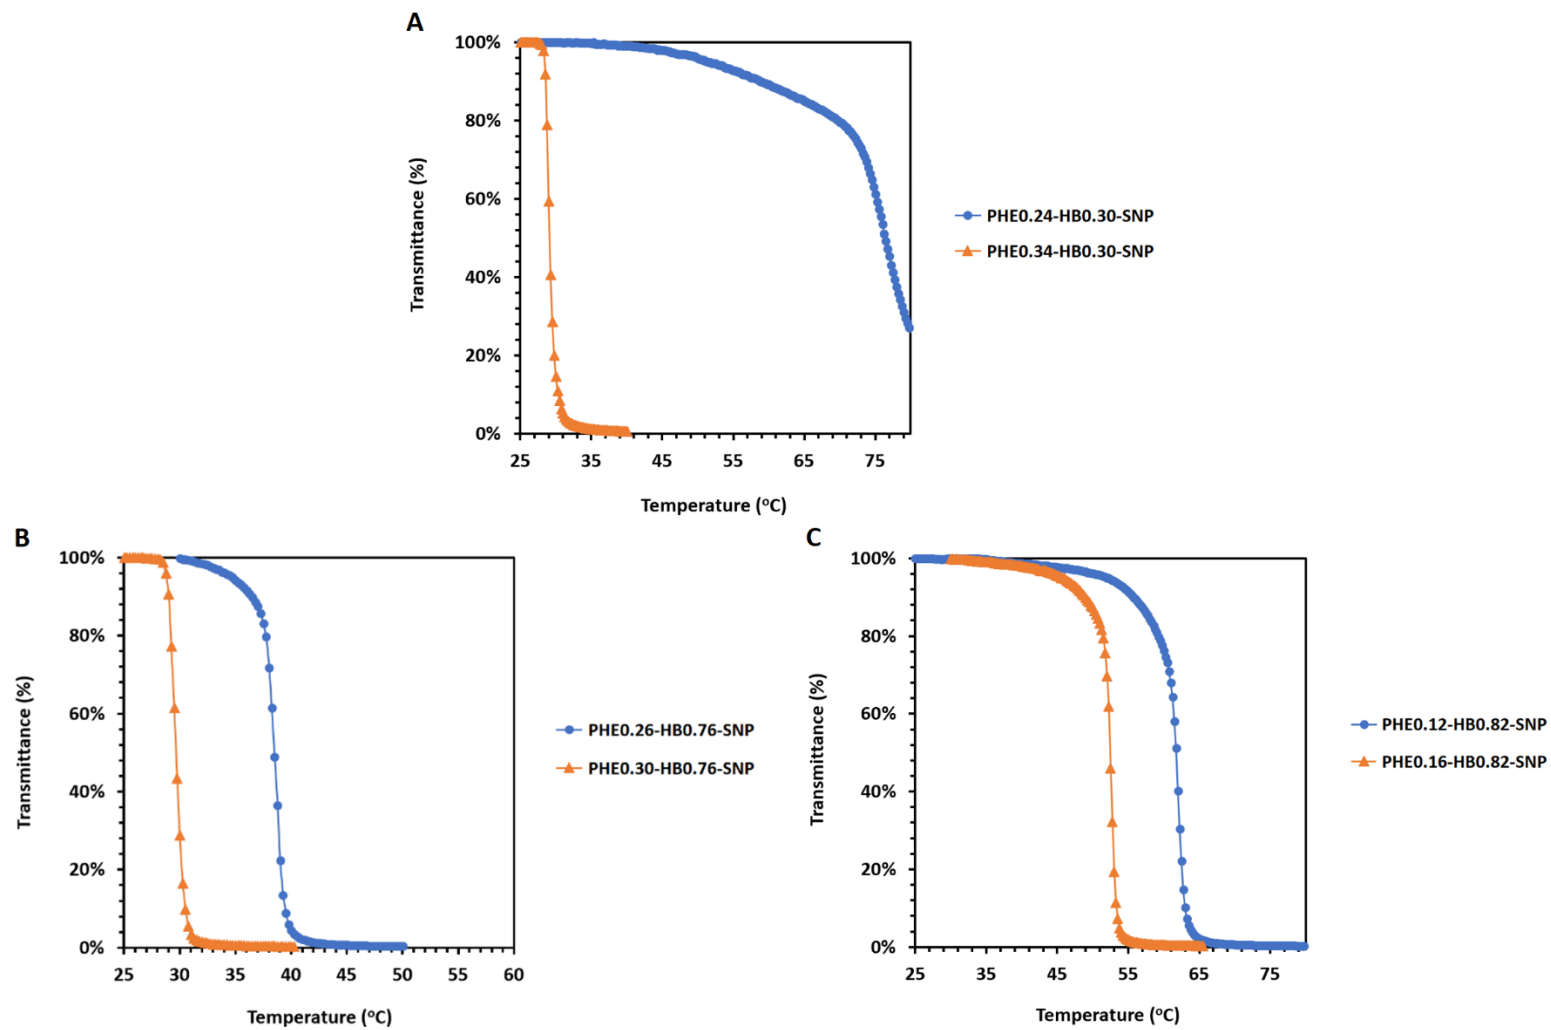 A
100%
80%
60%
40%
20%
0%
Transmittance (%)
25 35 45 55 65 75
Temperature (°C)
PHE0.24-HB0.30-SNP
PHE0.34-HB0.30-SNP
B
100%
80%
60%
40%
20%
0%
Transmittance (%)
25 30 35 40 45 50 55 60
Temperature (°C)
PHE0.26-HB0.76-SNP
PHE0.30-HB0.76-SNP
C
100%
80%
60%
40%
20%
0%
Transmittance (%)
25 35 45 55 65 75
Temperature (°C)
PHE0.12-HB0.82-SNP
PHE0.16-HB0.82-SNP